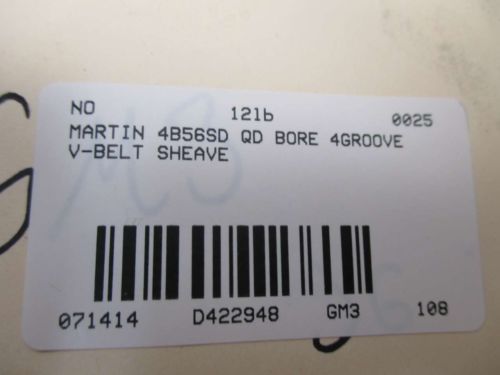 NO 12lb 0025
MARTIN 4B56SD QD BORE 4GROOVE
V-BELT SHEAVE
071414 D422948 GM3 108